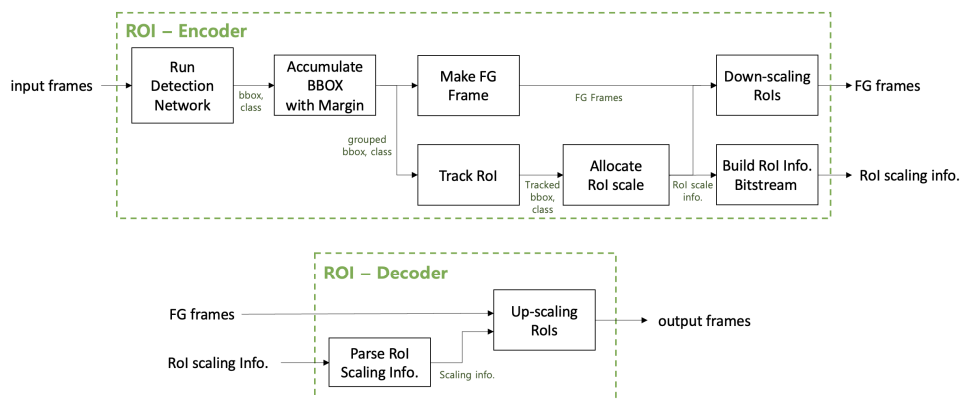 ROI – Encoder
input frames
Run
Detection
Network
bbox,
class
Accumulate
BBOX
with Margin
Make FG
Frame
FG Frames
Down-scaling
RoIs
FG frames
grouped
bbox, class
Track RoI
Tracked
bbox,
class
Allocate
RoI scale
RoI scale
info.
Build RoI Info.
Bitstream
RoI scaling info.
ROI – Decoder
FG frames
Up-scaling
RoIs
output frames
RoI scaling Info.
Parse RoI
Scaling Info.
Scaling info.